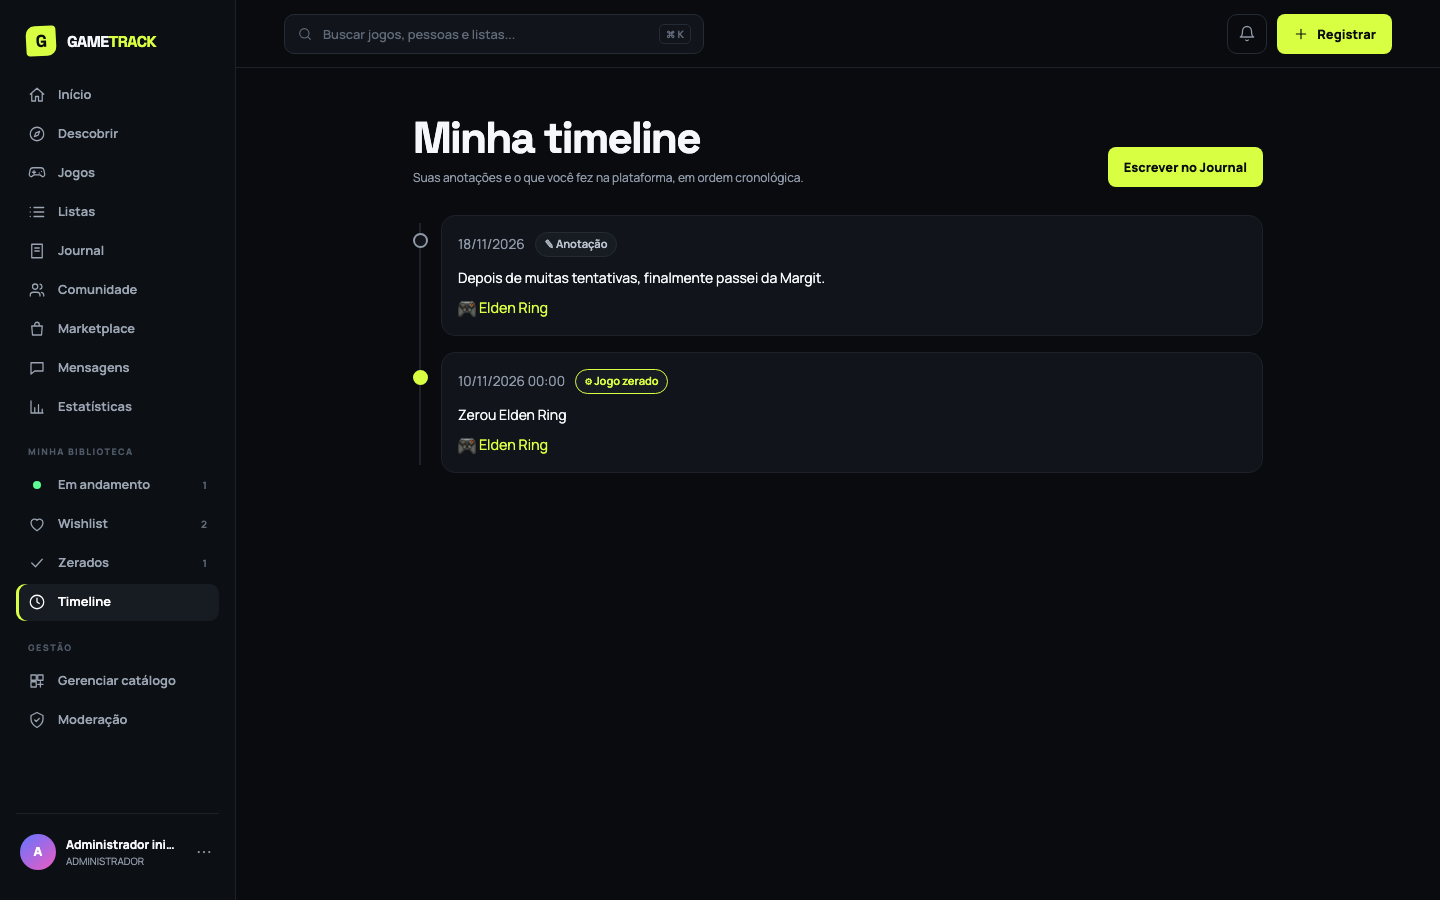 G GAMETRACK
Início
Descobrir
Jogos
Listas
Journal
Comunidade
Marketplace
Mensagens
Estatísticas
MINHA BIBLIOTECA
Em andamento 1
Wishlist 2
Zerados 1
Timeline
GESTÃO
Gerenciar catálogo
Moderação
A Administrador ini...
ADMINISTRADOR
Buscar jogos, pessoas e listas... ⌘ K
Registrar
Minha timeline
Suas anotações e o que você fez na plataforma, em ordem cronológica.
Escrever no Journal
18/11/2026 Anotação
Depois de muitas tentativas, finalmente passei da Margit.
Elden Ring
10/11/2026 00:00 Jogo zerado
Zerou Elden Ring
Elden Ring